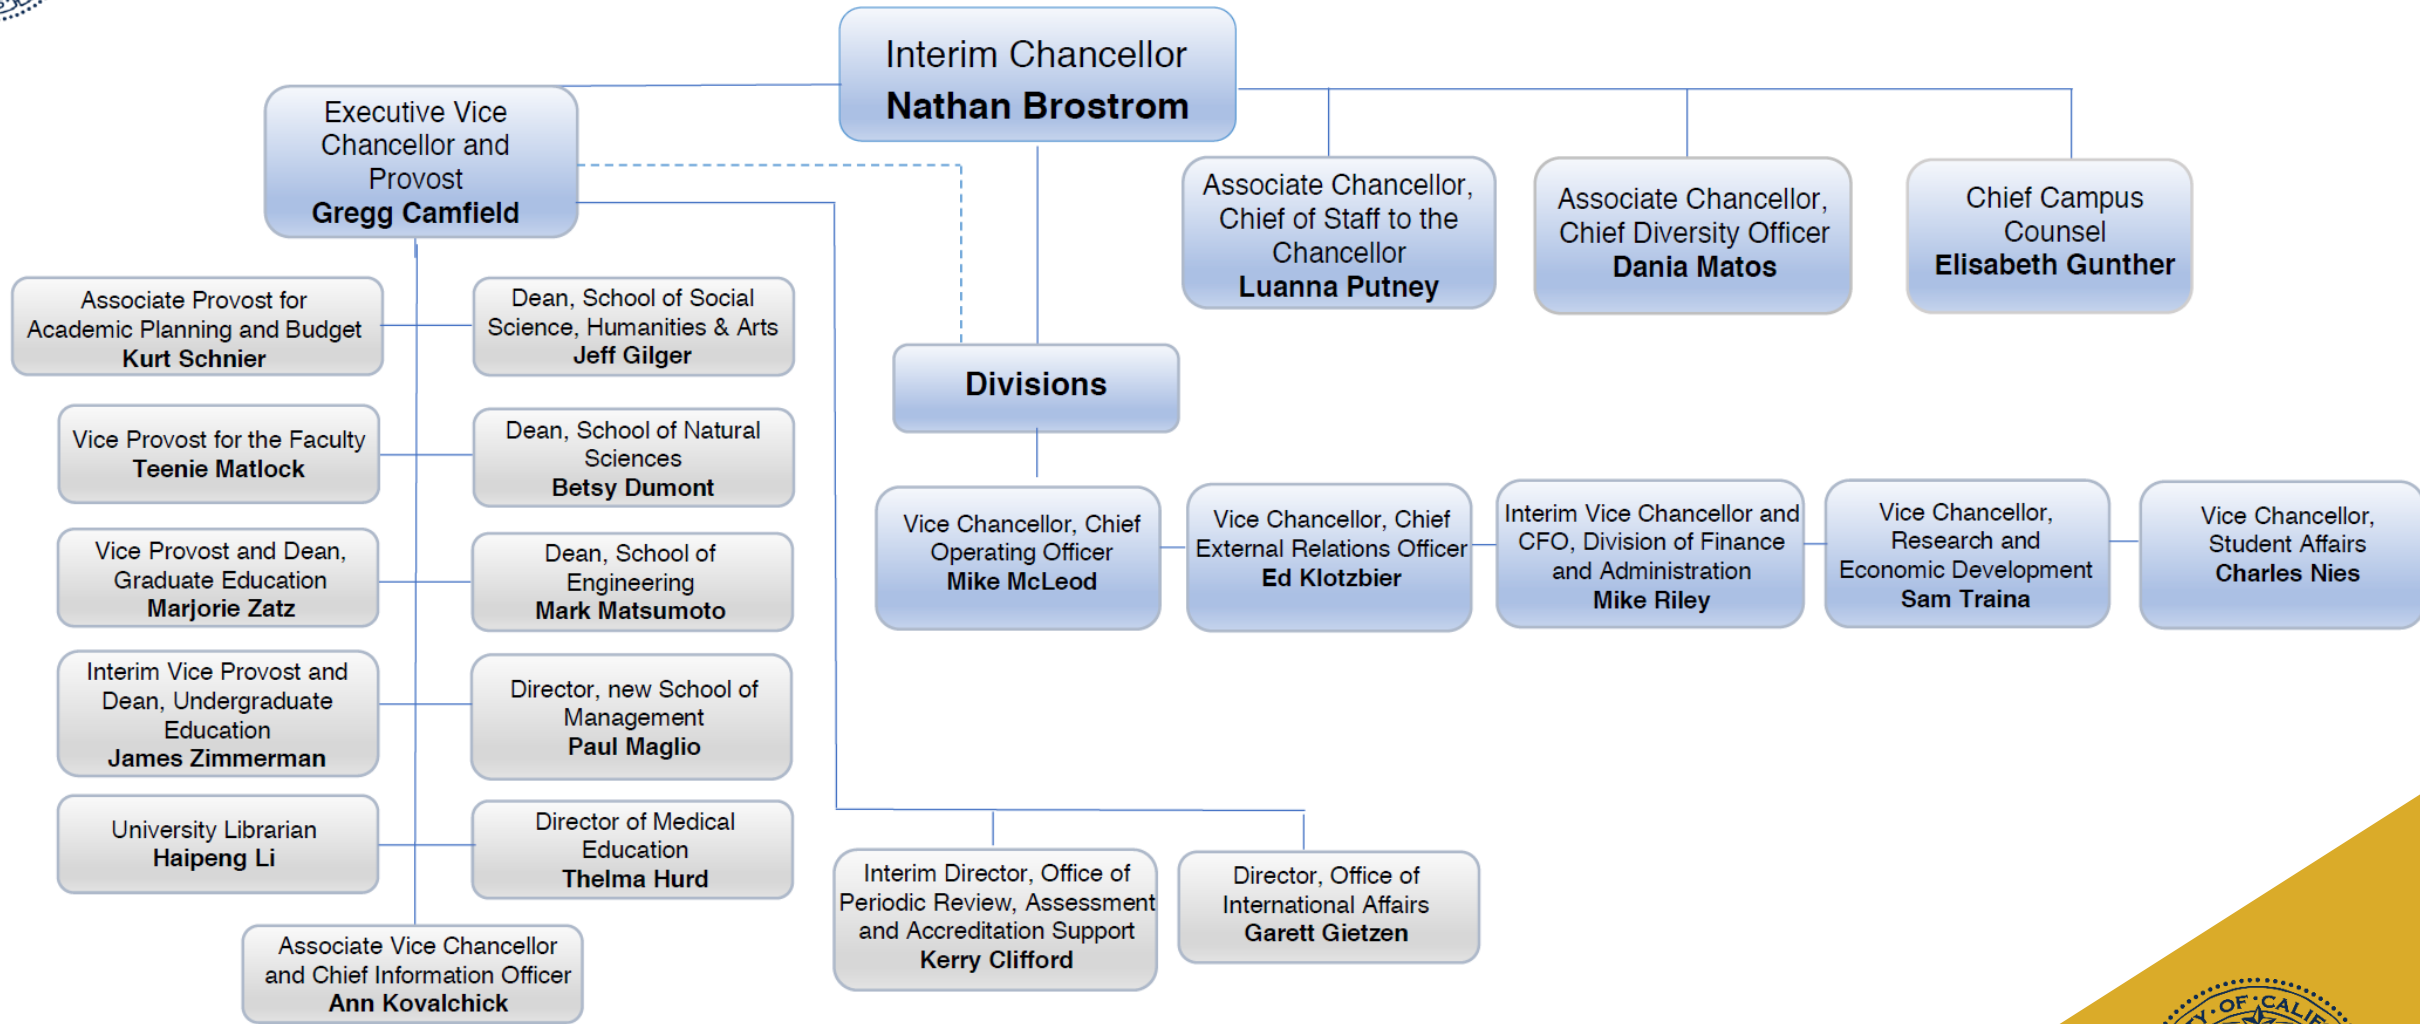 Interim Chancellor
Nathan Brostrom
Executive Vice
Chancellor and
Provost
Gregg Camfield
Associate Chancellor,
Chief of Staff to the
Chancellor
Luanna Putney
Associate Chancellor,
Chief Diversity Officer
Dania Matos
Chief Campus
Counsel
Elisabeth Gunther
Associate Provost for
Academic Planning and Budget
Kurt Schnier
Dean, School of Social
Science, Humanities & Arts
Jeff Gilger
Vice Provost for the Faculty
Teenie Matlock
Dean, School of Natural
Sciences
Betsy Dumont
Vice Provost and Dean,
Graduate Education
Marjorie Zatz
Dean, School of
Engineering
Mark Matsumoto
Interim Vice Provost and
Dean, Undergraduate
Education
James Zimmerman
Director, new School of
Management
Paul Maglio
University Librarian
Haipeng Li
Director of Medical
Education
Thelma Hurd
Associate Vice Chancellor
and Chief Information Officer
Ann Kovalchick
Divisions
Vice Chancellor, Chief
Operating Officer
Mike McLeod
Vice Chancellor, Chief
External Relations Officer
Ed Klotzbier
Interim Vice Chancellor and
CFO, Division of Finance
and Administration
Mike Riley
Vice Chancellor,
Research and
Economic Development
Sam Traina
Vice Chancellor,
Student Affairs
Charles Nies
Interim Director, Office of
Periodic Review, Assessment
and Accreditation Support
Kerry Clifford
Director, Office of
International Affairs
Garett Gietzen
OF